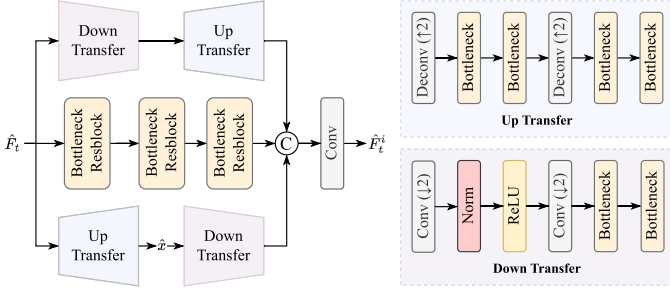 Down
Transfer
Up
Transfer
F̂ₜ
Bottleneck
Resblock
Bottleneck
Resblock
Bottleneck
Resblock
C
Conv
F̂ₜⁱ
Up
Transfer
x̂
Down
Transfer
Deconv (↑2)
Bottleneck
Bottleneck
Deconv (↑2)
Bottleneck
Bottleneck
Up Transfer
Conv (↓2)
Norm
ReLU
Conv (↓2)
Bottleneck
Bottleneck
Down Transfer